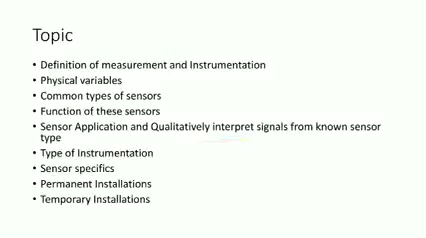 Topic
• Definition of measurement and Instrumentation
• Physical variables
• Common types of sensors
• Function of these sensors
• Sensor Application and Qualitatively interpret signals from known sensor
type
• Type of Instrumentation
• Sensor specifics
• Permanent Installations
• Temporary Installations